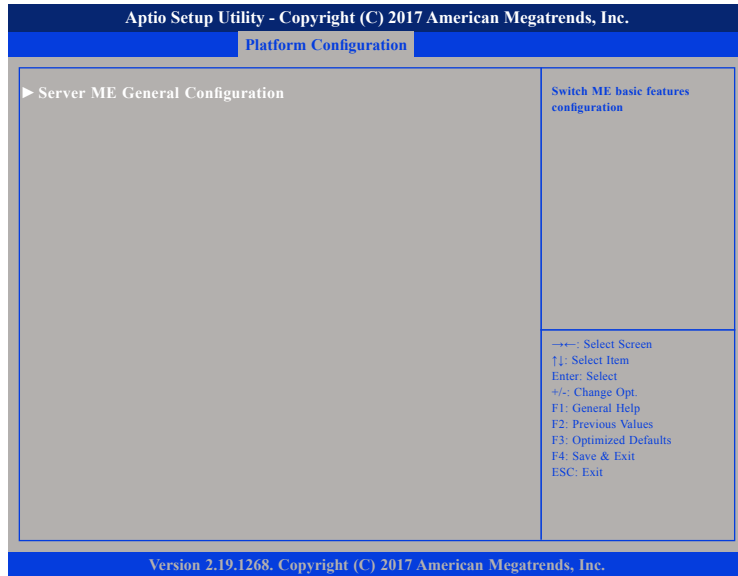 Aptio Setup Utility - Copyright (C) 2017 American Megatrends, Inc.
Platform Configuration
►Server ME General Configuration
Switch ME basic features
configuration
→←: Select Screen
↑↓: Select Item
Enter: Select
+/-: Change Opt.
F1: General Help
F2: Previous Values
F3: Optimized Defaults
F4: Save & Exit
ESC: Exit
Version 2.19.1268. Copyright (C) 2017 American Megatrends, Inc.